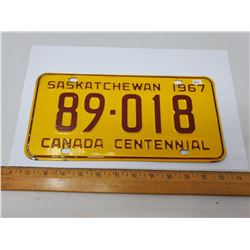 SASKATCHEWAN 1967
89-018
CANADA CENTENNIAL